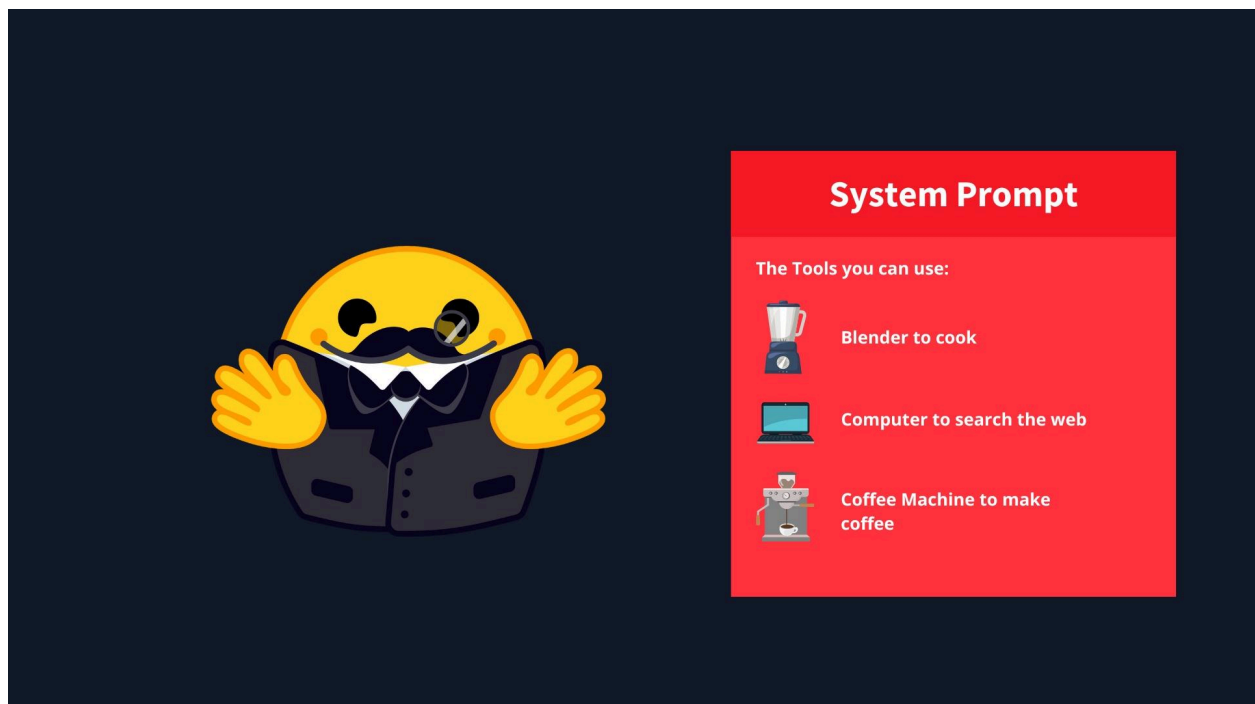 System Prompt
The Tools you can use:
Blender to cook
Computer to search the web
Coffee Machine to make
coffee